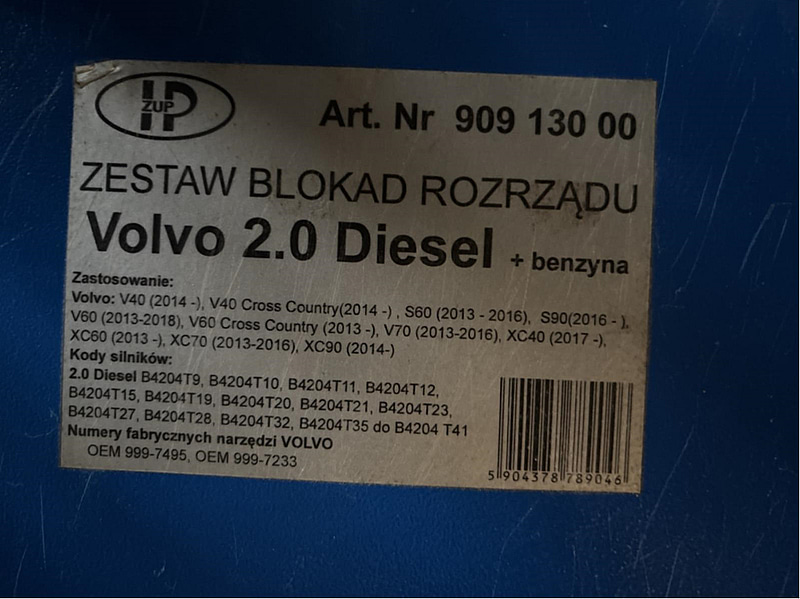 HP ZUP
Art. Nr 909 130 00
ZESTAW BLOKAD ROZRZĄDU
Volvo 2.0 Diesel + benzyna
Zastosowanie:
Volvo: V40 (2014 -), V40 Cross Country(2014 -) , S60 (2013 - 2016), S90(2016 - ),
V60 (2013-2018), V60 Cross Country (2013 -), V70 (2013-2016), XC40 (2017 -),
XC60 (2013 -), XC70 (2013-2016), XC90 (2014-)
Kody silników:
2.0 Diesel B4204T9, B4204T10, B4204T11, B4204T12,
B4204T15, B4204T19, B4204T20, B4204T21, B4204T23,
B4204T27, B4204T28, B4204T32, B4204T35 do B4204 T41
Numery fabrycznych narzędzi VOLVO
OEM 999-7495, OEM 999-7233
5 904378 789046